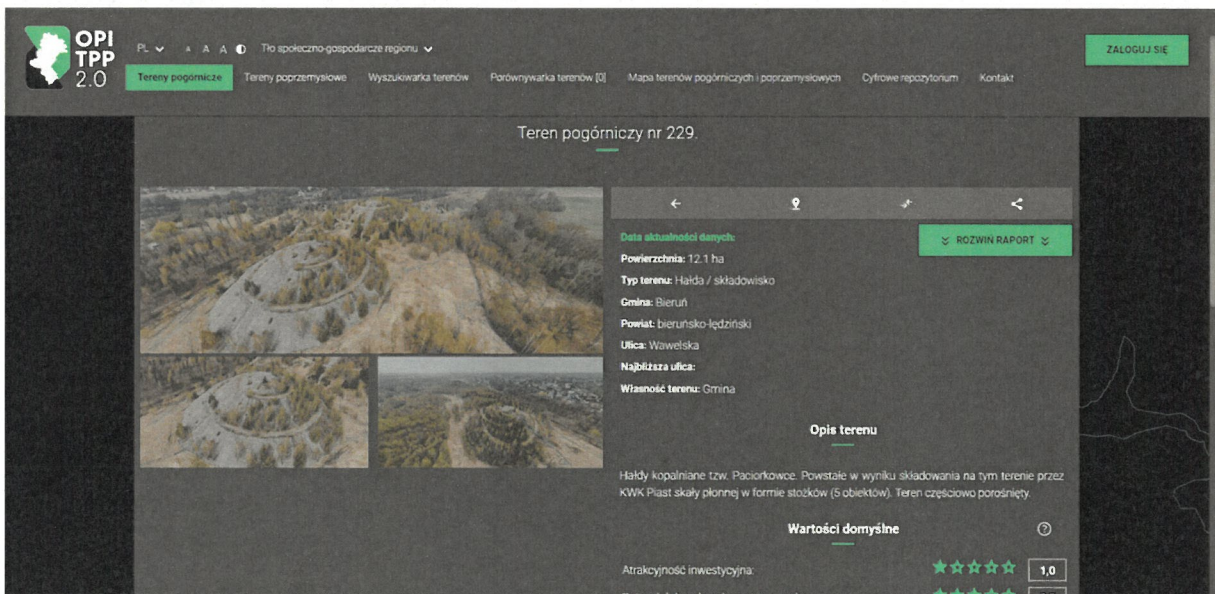 OPI
TPP
2.0
PL A A A Tło społeczno-gospodarcze regionu
ZALOGUJ SIĘ
Tereny pogórnicze Tereny poprzemysłowe Wyszukiwarka terenów Porównywarka terenów [0] Mapa terenów pogórniczych i poprzemysłowych Cyfrowe repozytorium Kontakt
Teren pogórniczy nr 229.
Data aktualności danych:
ROZWIŃ RAPORT
Powierzchnia: 12.1 ha
Typ terenu: Hałda / składowisko
Gmina: Bieruń
Powiat: bieruńsko-lędziński
Ulica: Wawelska
Najbliższa ulica:
Własność terenu: Gmina
Opis terenu
Hałdy kopalniane tzw. Paciorkowce. Powstałe w wyniku składowania na tym terenie przez
KWK Piast skały płonnej w formie stożków (5 obiektów). Teren częściowo porośnięty.
Wartości domyślne ?
Atrakcyjność inwestycyjna: 1,0